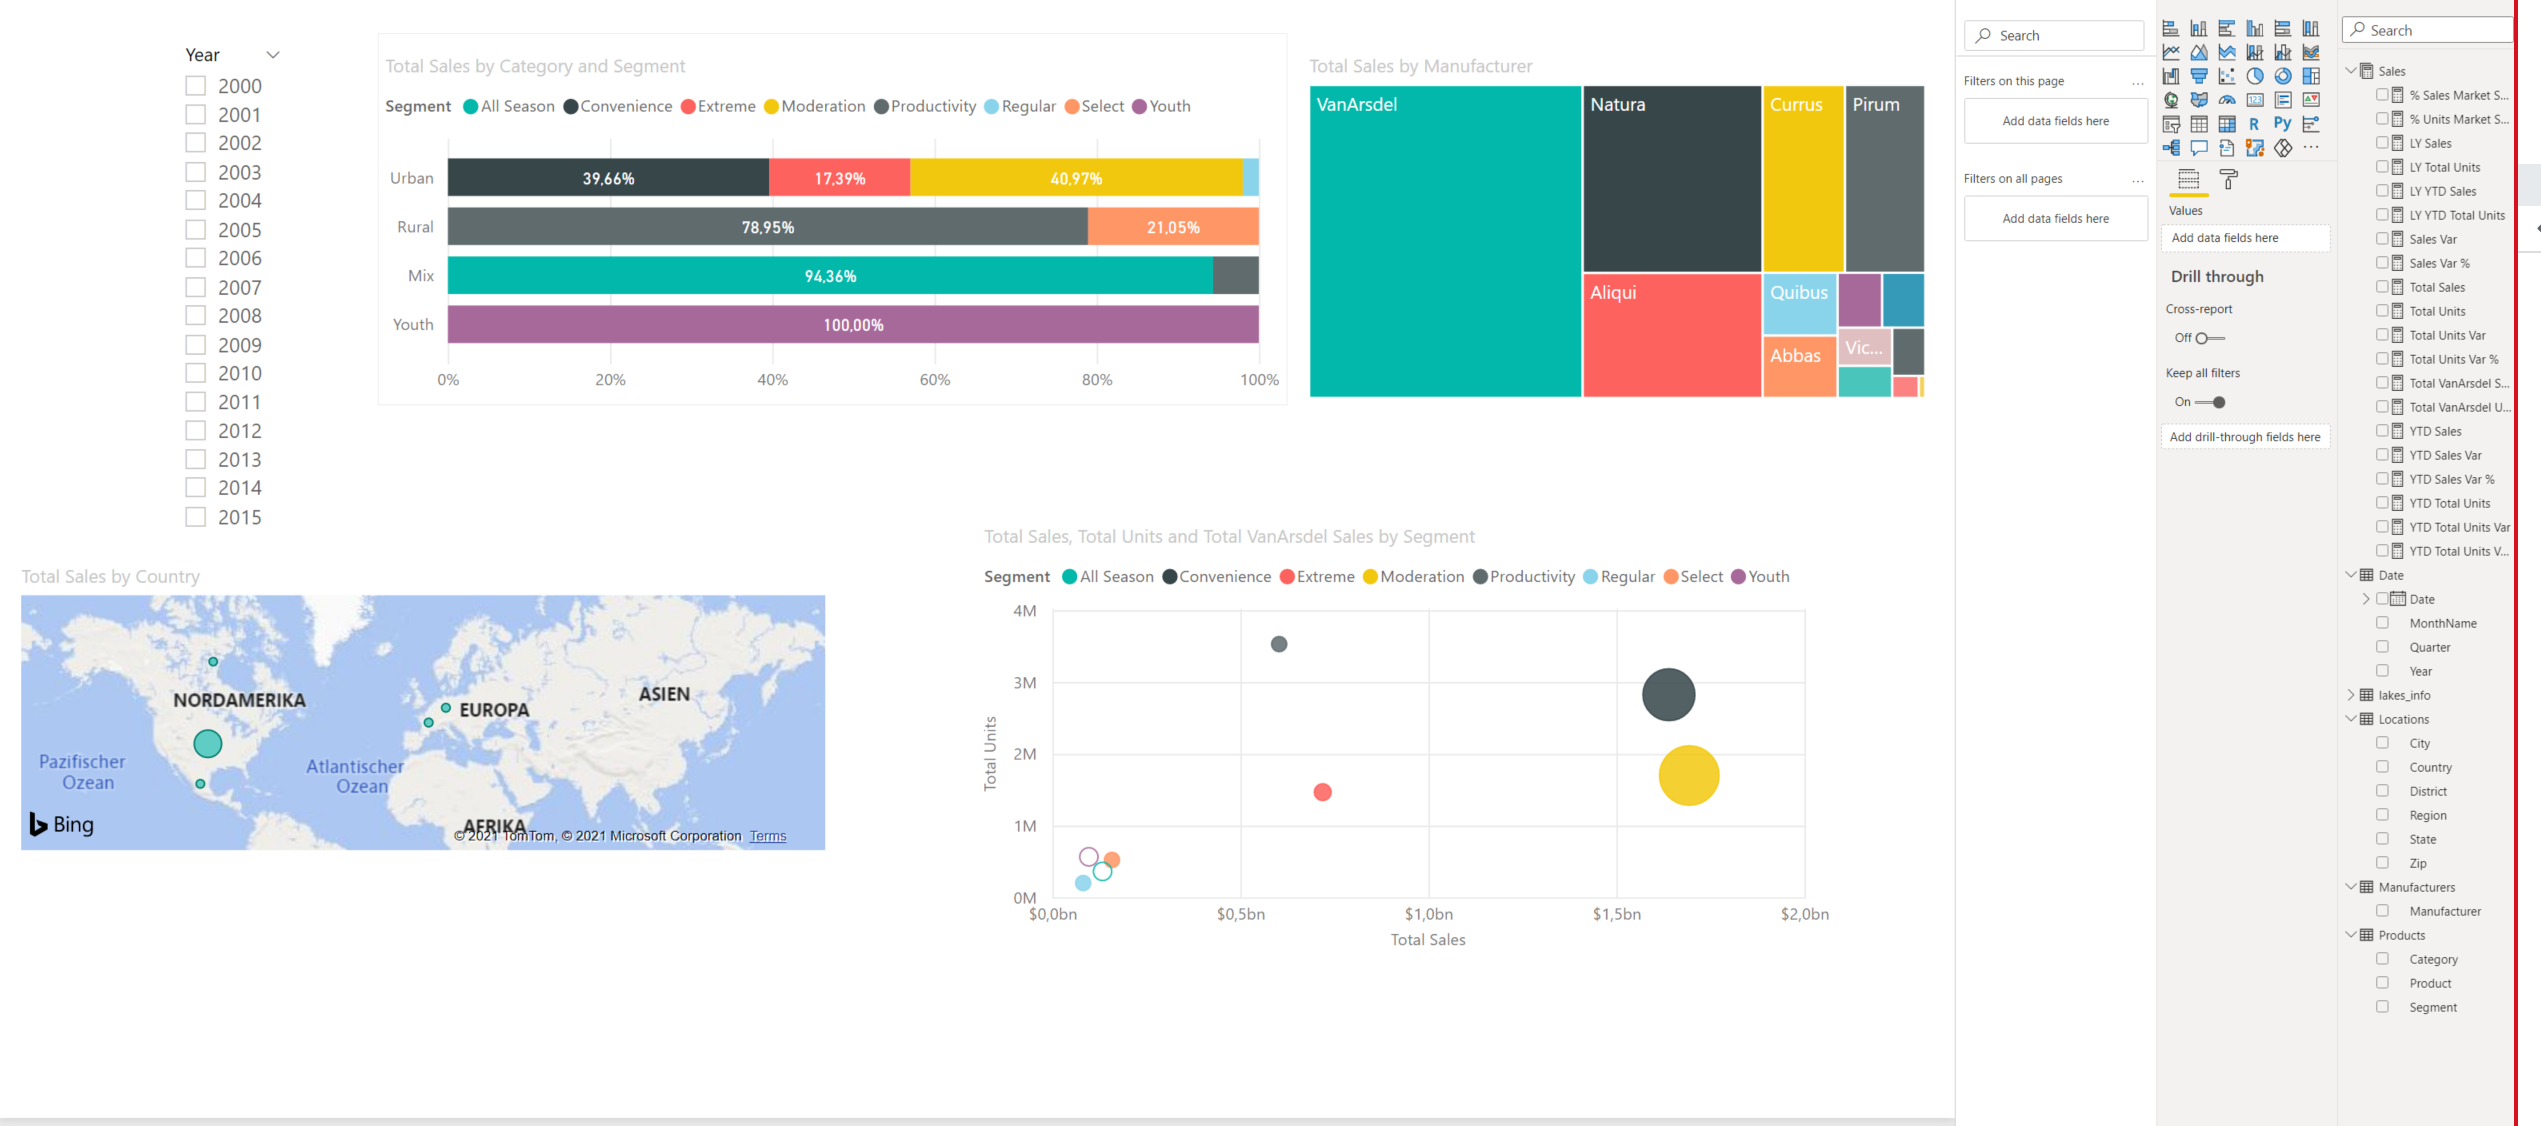 Year
2000
2001
2002
2003
2004
2005
2006
2007
2008
2009
2010
2011
2012
2013
2014
2015
Total Sales by Category and Segment
Segment All Season Convenience Extreme Moderation Productivity Regular Select Youth
Urban 39,66% 17,39% 40,97%
Rural 78,95% 21,05%
Mix 94,36%
Youth 100,00%
0% 20% 40% 60% 80% 100%
Total Sales by Manufacturer
VanArsdel Natura Currus Pirum
Aliqui Quibus
Vic...
Abbas
Total Sales by Country
NORDAMERIKA
EUROPA
ASIEN
Pazifischer
Ozean
Atlantischer
Ozean
AFRIKA
Bing
© 2021 TomTom, © 2021 Microsoft Corporation Terms
Total Sales, Total Units and Total VanArsdel Sales by Segment
Segment All Season Convenience Extreme Moderation Productivity Regular Select Youth
4M
3M
2M
1M
0M
Total Units
$0,0bn $0,5bn $1,0bn $1,5bn $2,0bn
Total Sales
Search
Filters on this page ...
Add data fields here
Filters on all pages ...
Add data fields here
123
R Py
...
Values
Add data fields here
Drill through
Cross-report
Off
Keep all filters
On
Add drill-through fields here
Search
Sales
% Sales Market S...
% Units Market S...
LY Sales
LY Total Units
LY YTD Sales
LY YTD Total Units
Sales Var
Sales Var %
Total Sales
Total Units
Total Units Var
Total Units Var %
Total VanArsdel S...
Total VanArsdel U...
YTD Sales
YTD Sales Var
YTD Sales Var %
YTD Total Units
YTD Total Units Var
YTD Total Units V...
Date
Date
MonthName
Quarter
Year
lakes_info
Locations
City
Country
District
Region
State
Zip
Manufacturers
Manufacturer
Products
Category
Product
Segment